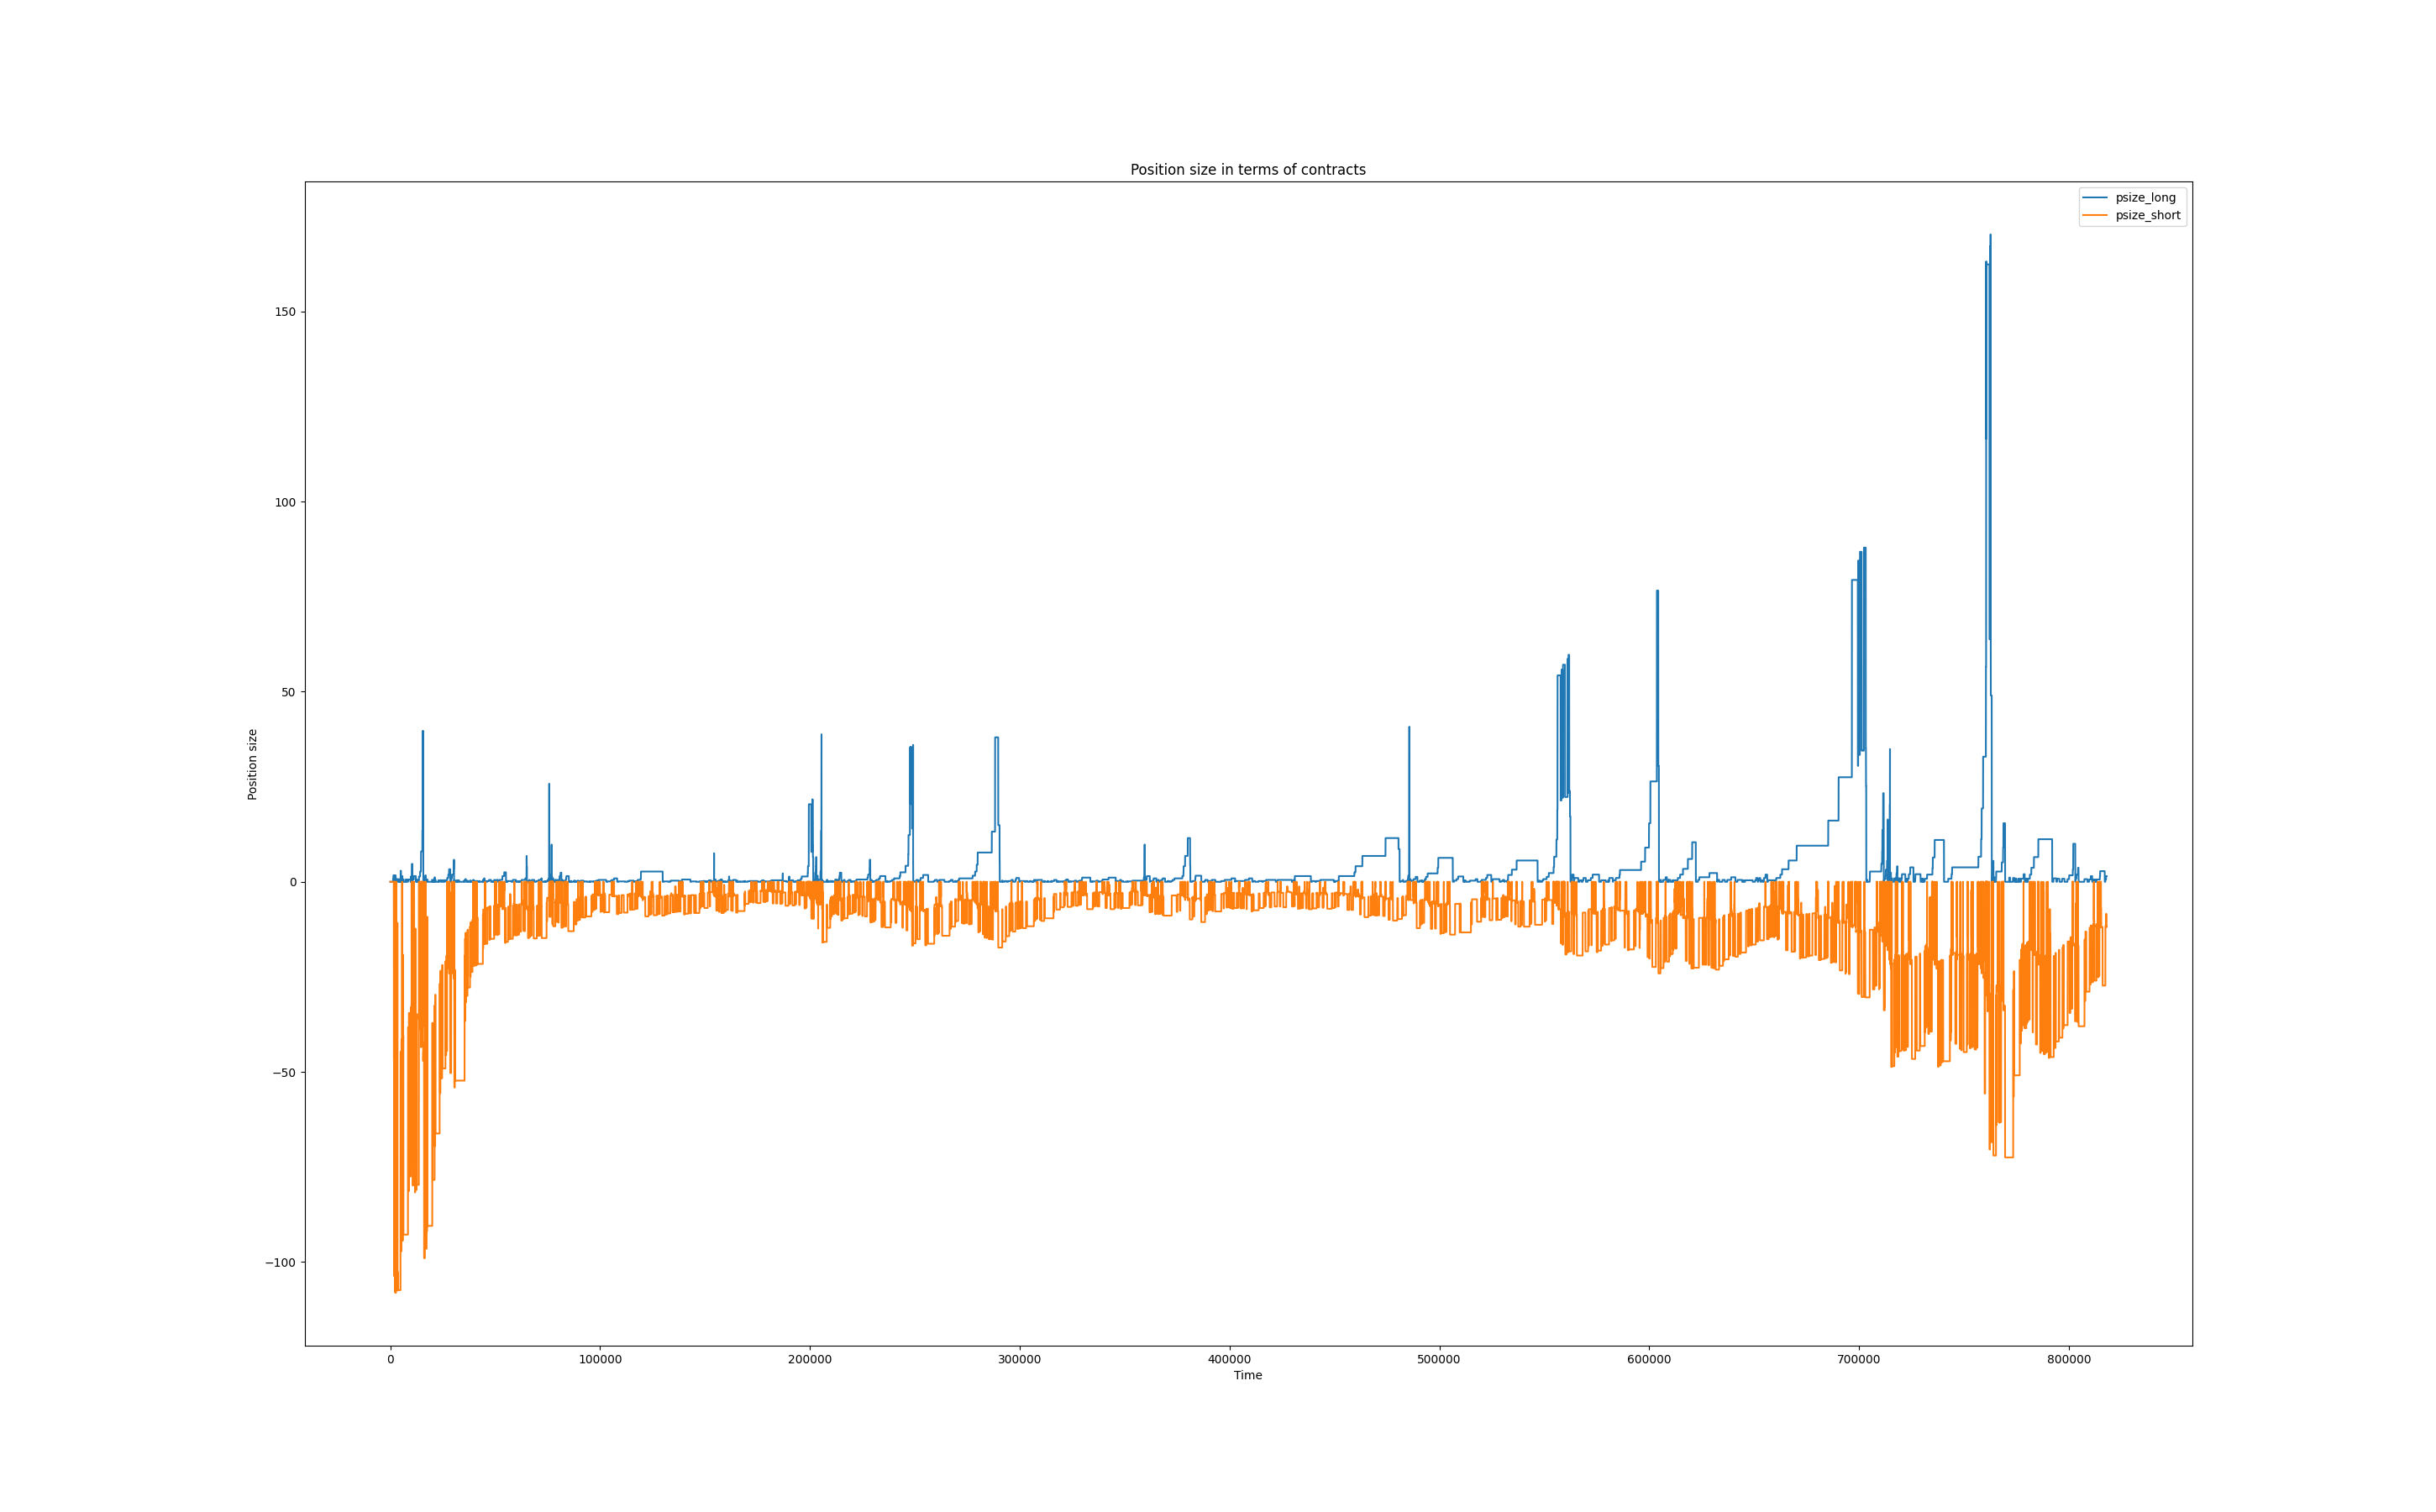 Position size in terms of contracts
psize_long
psize_short
Position size
150
100
50
0
−50
−100
0 100000 200000 300000 400000 500000 600000 700000 800000
Time